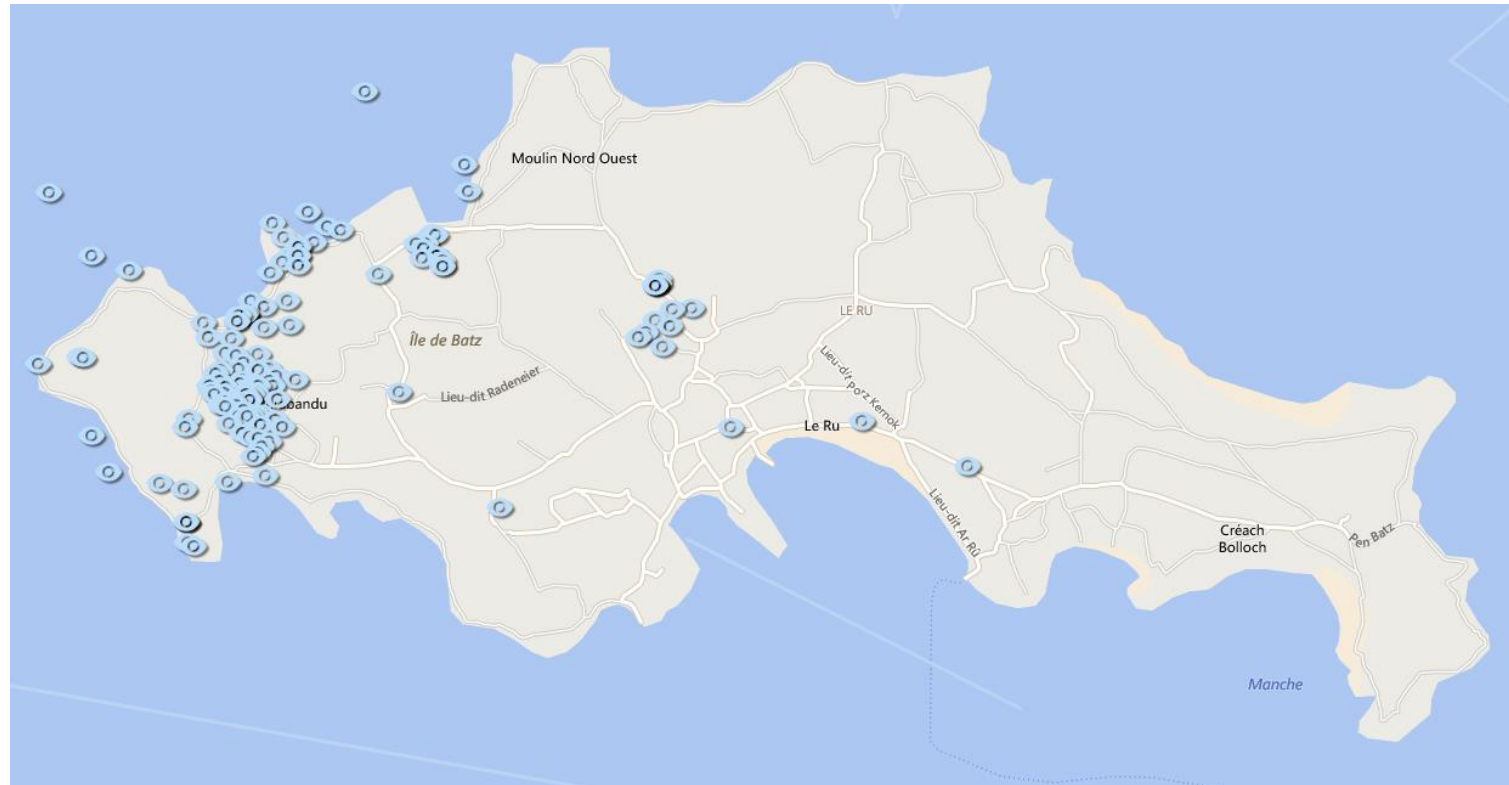 Moulin Nord Ouest
LE RU
Île de Batz
Lieu-dit porz Kernok
Lieu-dit Radeneier
Le Ru
Lieu-dit Ar Rû
Créach
Bolloch
Pen Batz
Manche